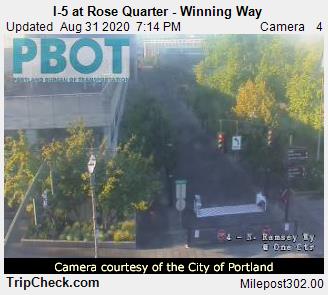 I-5 at Rose Quarter - Winning Way
Updated Aug 31 2020 7:14 PM Camera 4
PBOT
PORTLAND BUREAU OF TRANSPORTATION
4 - N. Ramsey Wy
W One Ctr
Camera courtesy of the City of Portland
TripCheck.com Milepost302.00